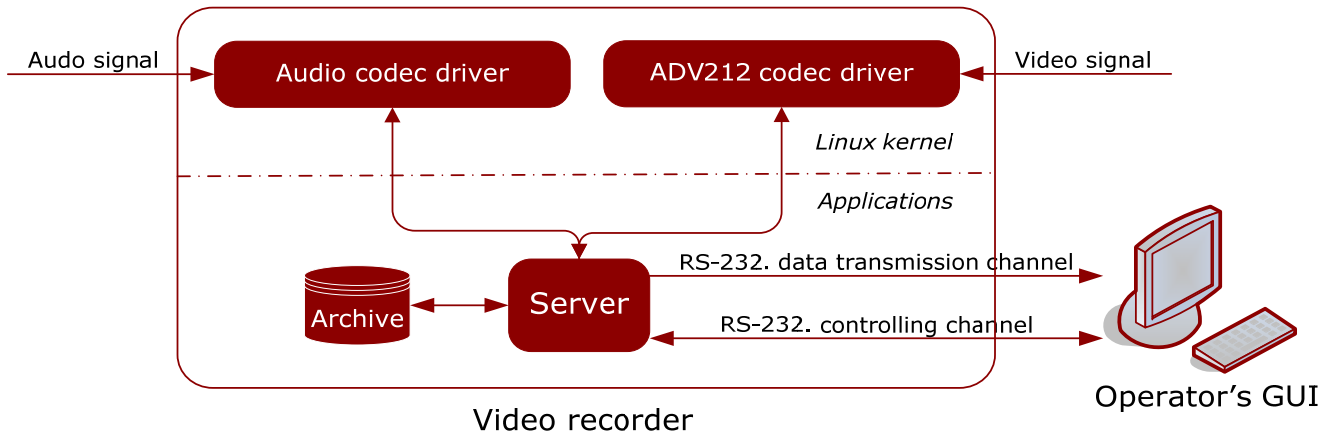 Audo signal
Audio codec driver
ADV212 codec driver
Video signal
Linux kernel
Applications
RS-232. data transmission channel
Archive
Server
RS-232. controlling channel
Operator's GUI
Video recorder